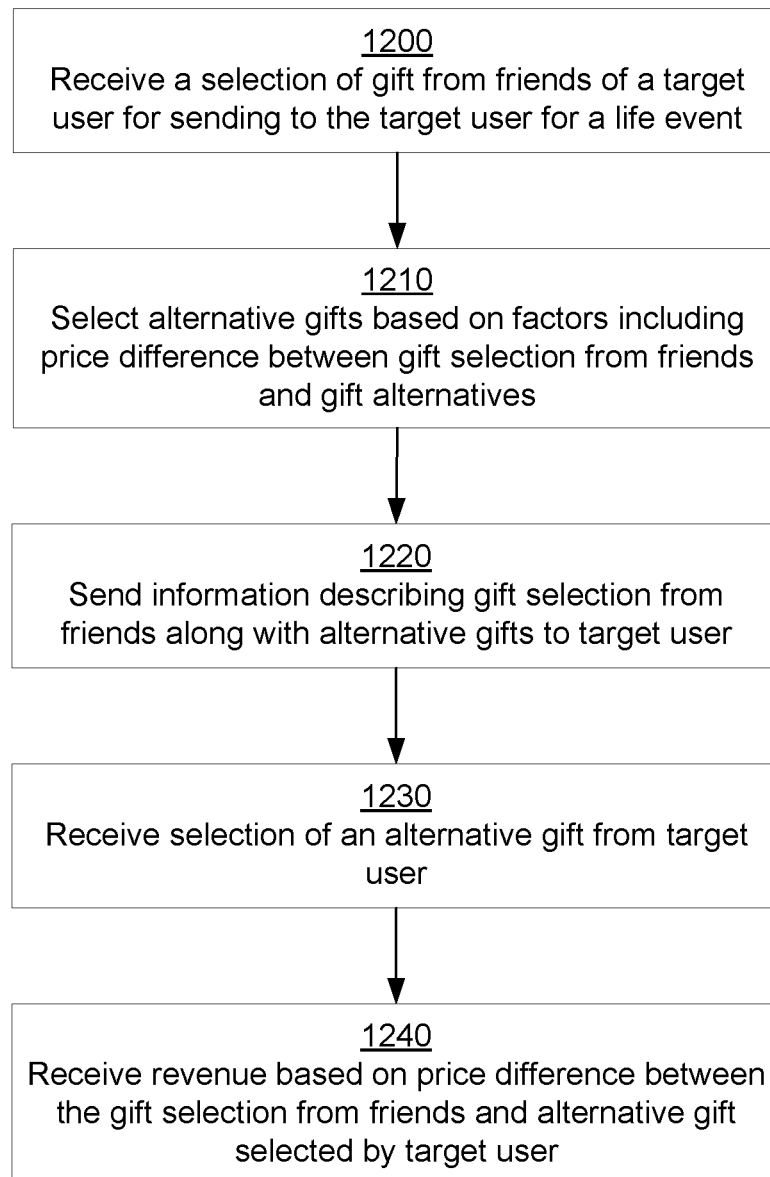 1200
Receive a selection of gift from friends of a target
user for sending to the target user for a life event
1210
Select alternative gifts based on factors including
price difference between gift selection from friends
and gift alternatives
1220
Send information describing gift selection from
friends along with alternative gifts to target user
1230
Receive selection of an alternative gift from target
user
1240
Receive revenue based on price difference between
the gift selection from friends and alternative gift
selected by target user